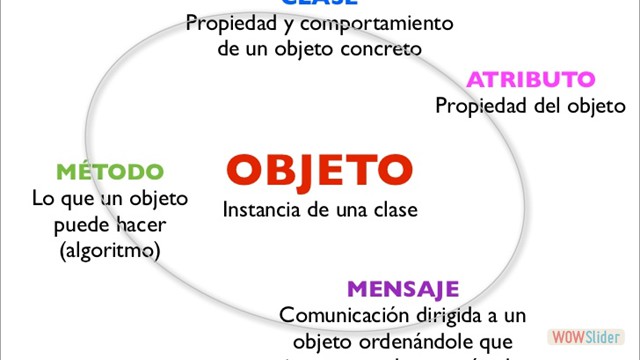 CLASE
Propiedad y comportamiento
de un objeto concreto
ATRIBUTO
Propiedad del objeto
OBJETO
Instancia de una clase
MÉTODO
Lo que un objeto
puede hacer
(algoritmo)
MENSAJE
Comunicación dirigida a un
objeto ordenándole que
WOWSlider